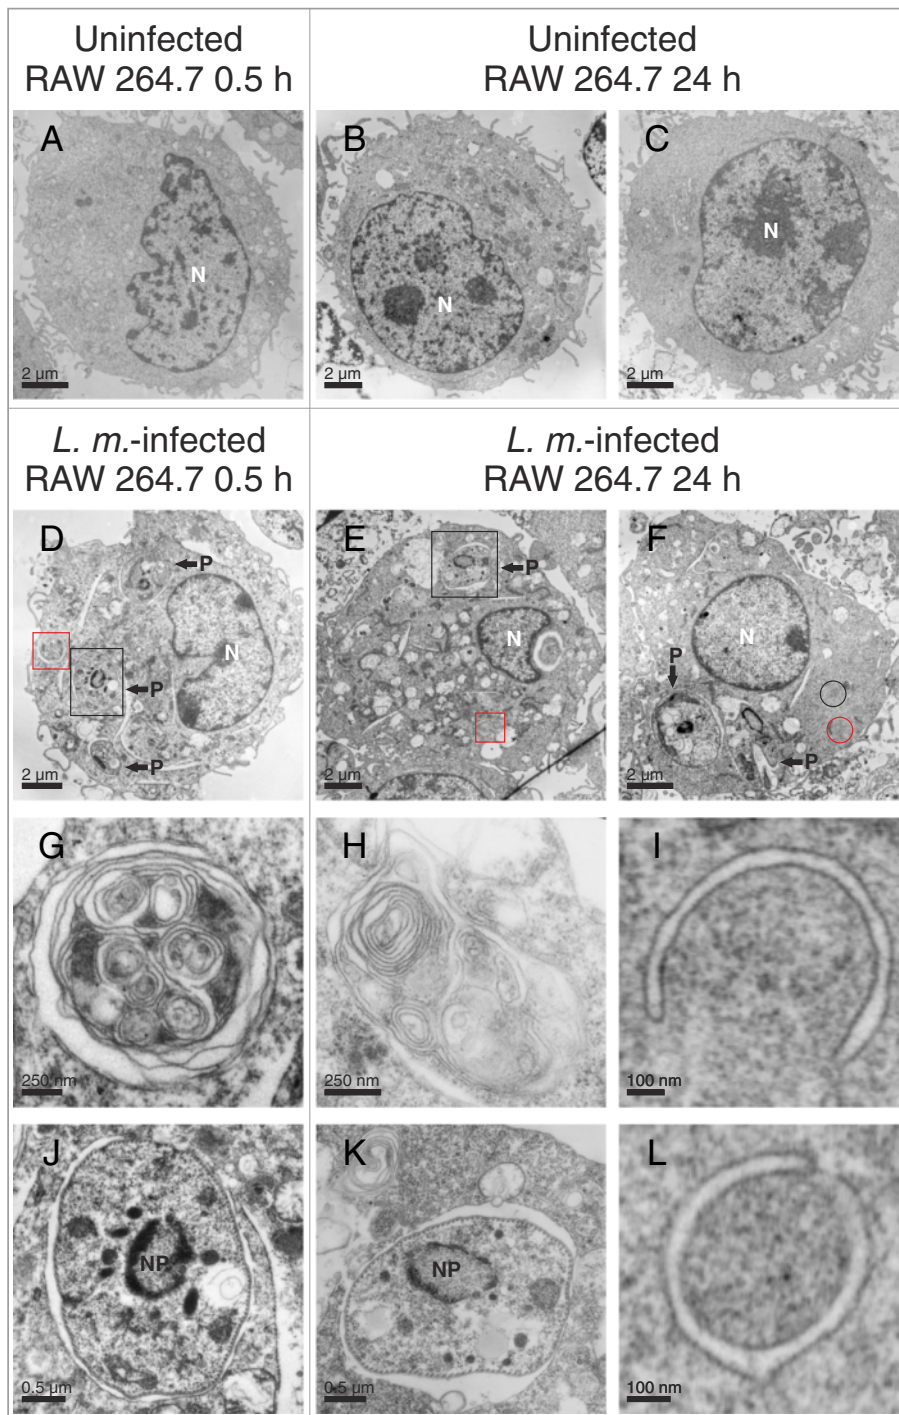 Uninfected
RAW 264.7 0.5 h
Uninfected
RAW 264.7 24 h
A
N
2 µm
B
N
2 µm
C
N
2 µm
L. m.-infected
RAW 264.7 0.5 h
L. m.-infected
RAW 264.7 24 h
D
P
N
P
P
2 µm
E
P
N
2 µm
F
N
P
P
2 µm
G
250 nm
H
250 nm
I
100 nm
J
NP
0.5 µm
K
NP
0.5 µm
L
100 nm